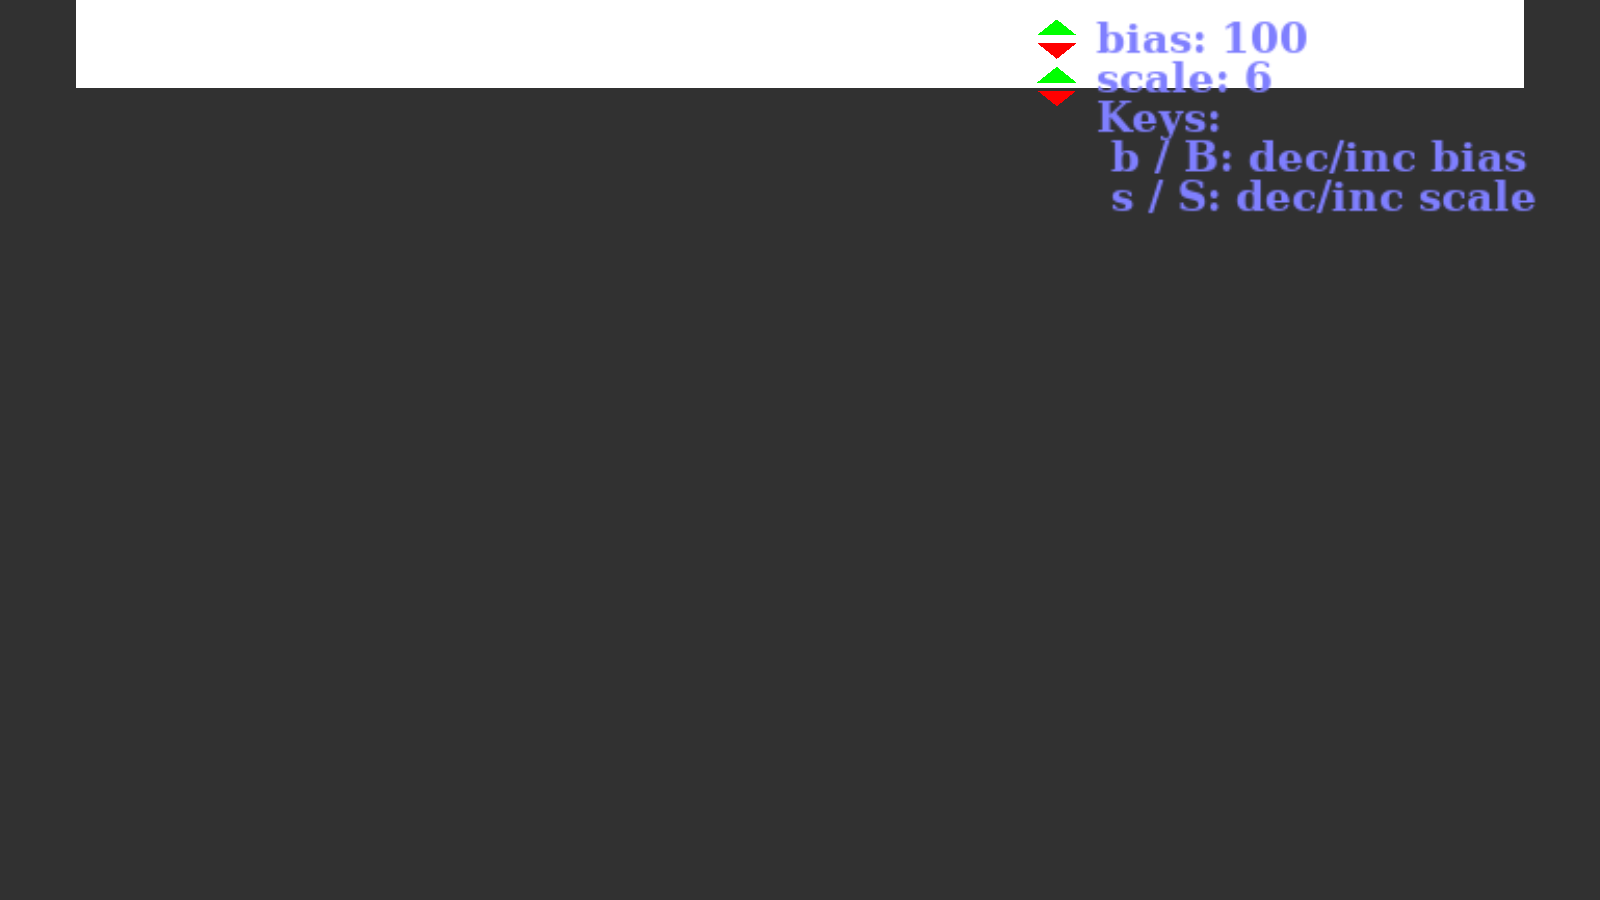 bias: 100
scale: 6
Keys:
b / B: dec/inc bias
s / S: dec/inc scale